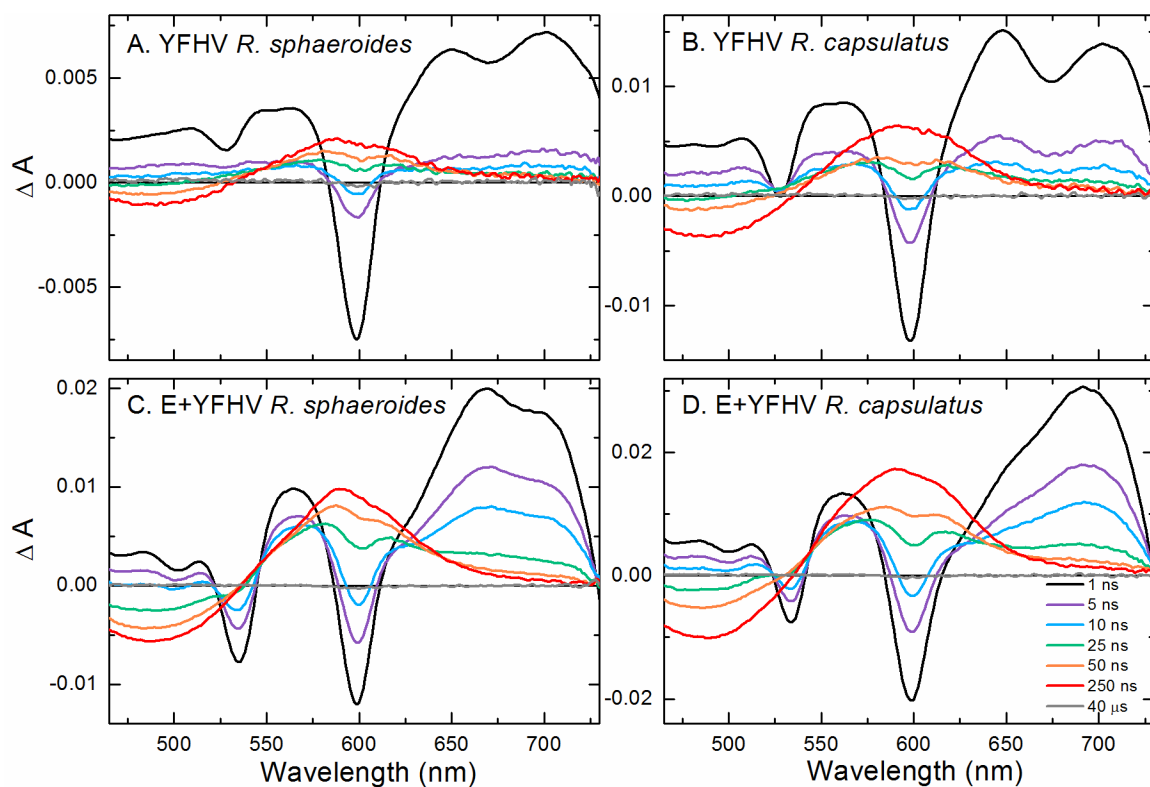 A. YFHV R. sphaeroides
B. YFHV R. capsulatus
0.005
0.000
-0.005
Δ A
0.01
0.00
-0.01
C. E+YFHV R. sphaeroides
D. E+YFHV R. capsulatus
0.02
0.01
0.00
-0.01
Δ A
0.02
0.00
-0.02
1 ns
5 ns
10 ns
25 ns
50 ns
250 ns
40 μs
500 550 600 650 700
500 550 600 650 700
Wavelength (nm)
Wavelength (nm)